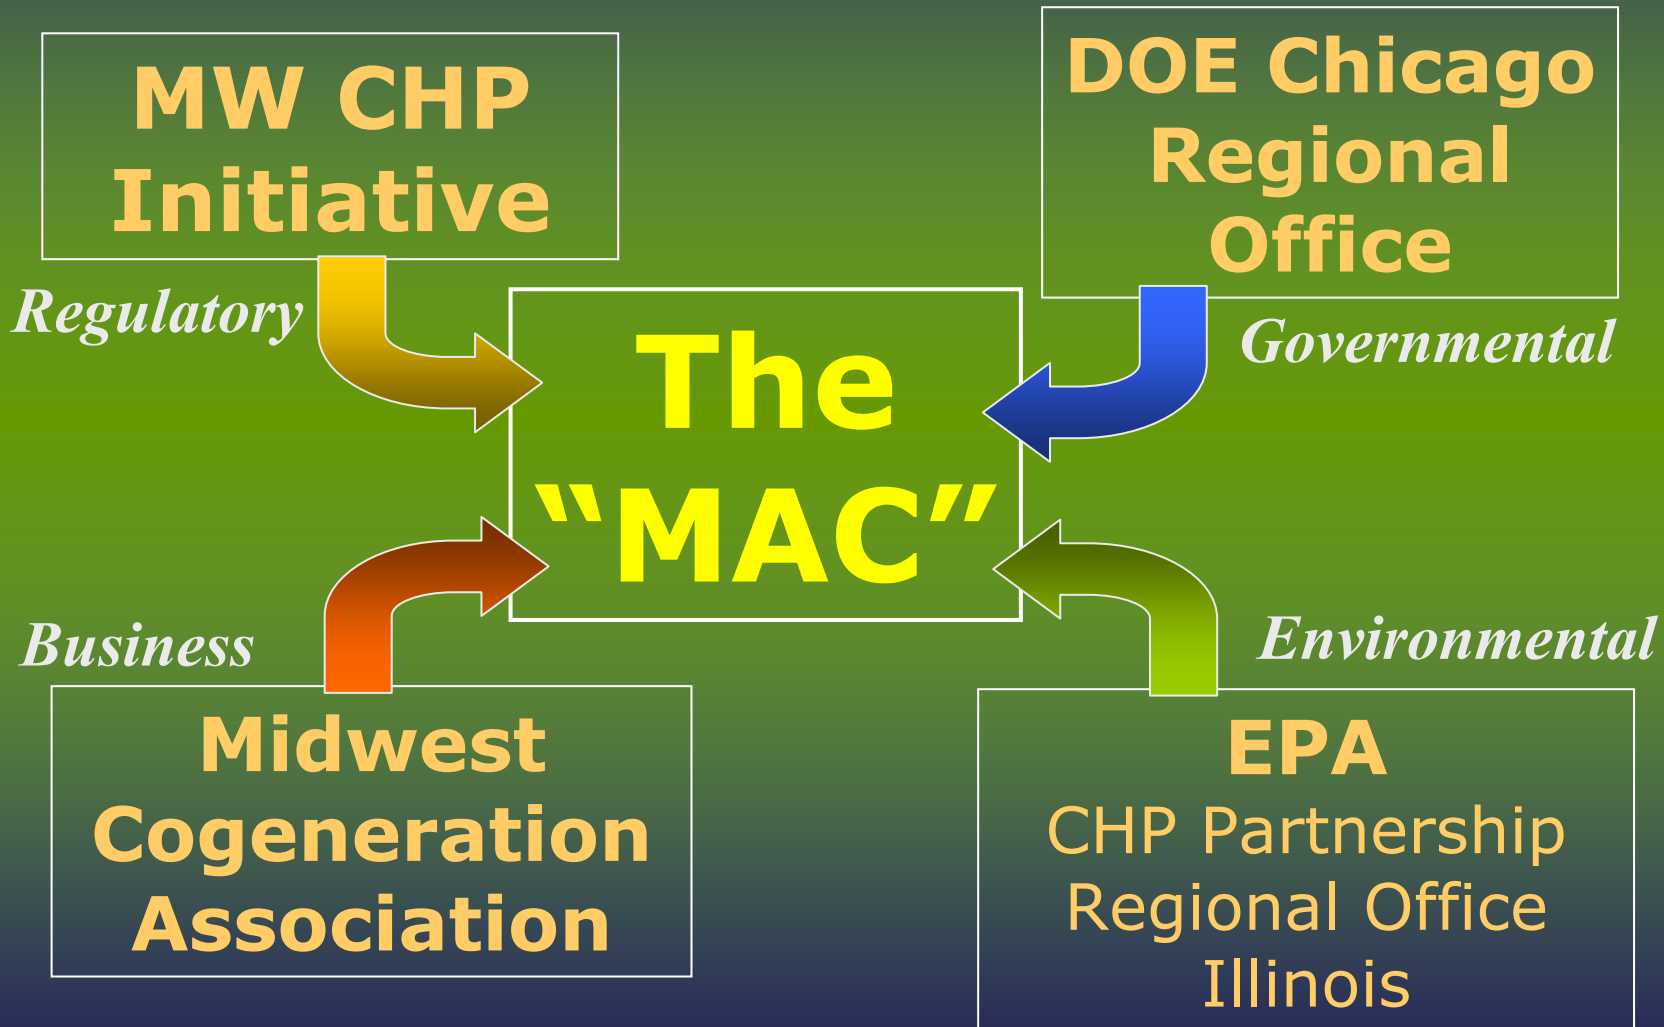 MW CHP
Initiative
DOE Chicago
Regional
Office
Regulatory
Governmental
The
“MAC”
Business
Environmental
Midwest
Cogeneration
Association
EPA
CHP Partnership
Regional Office
Illinois